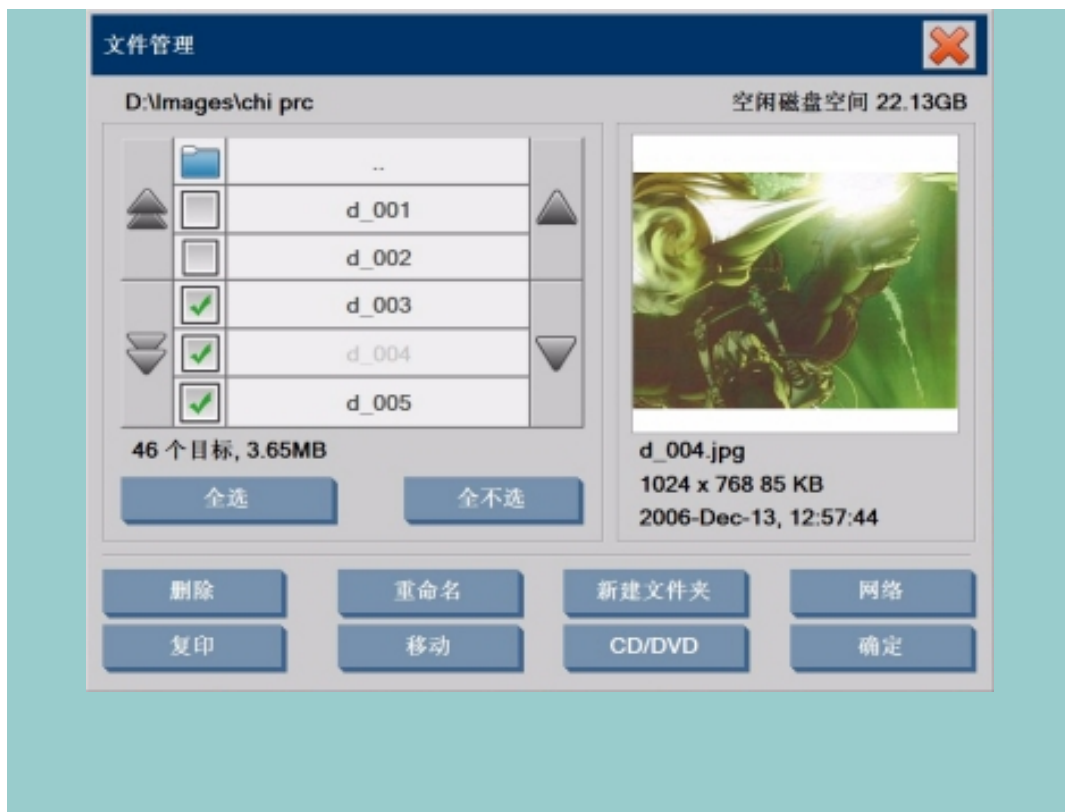 文件管理
D:\Images\chi prc
空闲磁盘空间 22.13GB
..
d_001
d_002
d_003
d_004
d_005
46 个目标, 3.65MB
全选
全不选
d_004.jpg
1024 x 768 85 KB
2006-Dec-13, 12:57:44
删除
重命名
新建文件夹
网络
复印
移动
CD/DVD
确定